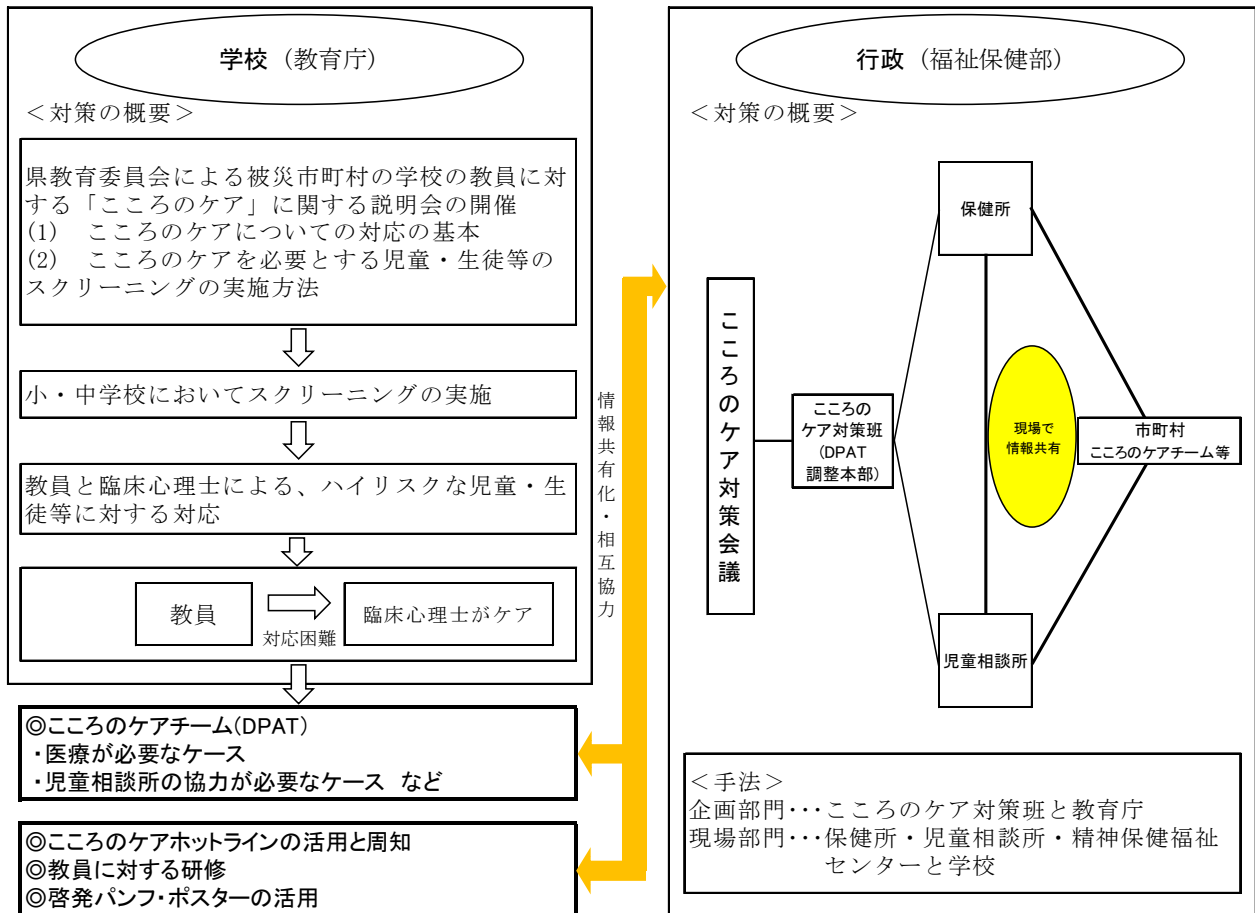 学校（教育庁）
＜対策の概要＞
県教育委員会による被災市町村の学校の教員に対
する「こころのケア」に関する説明会の開催
(1)　こころのケアについての対応の基本
(2)　こころのケアを必要とする児童・生徒等の
スクリーニングの実施方法
小・中学校においてスクリーニングの実施
教員と臨床心理士による、ハイリスクな児童・生
徒等に対する対応
教員
対応困難
臨床心理士がケア
◎こころのケアチーム(DPAT)
・医療が必要なケース
・児童相談所の協力が必要なケース など
◎こころのケアホットラインの活用と周知
◎教員に対する研修
◎啓発パンフ・ポスターの活用
情報共有化・相互協力
行政（福祉保健部）
＜対策の概要＞
こころのケア対策会議
こころの
ケア対策班
(DPAT
調整本部)
保健所
現場で
情報共有
市町村
こころのケアチーム等
児童相談所
＜手法＞
企画部門･･･こころのケア対策班と教育庁
現場部門･･･保健所・児童相談所・精神保健福祉
センターと学校